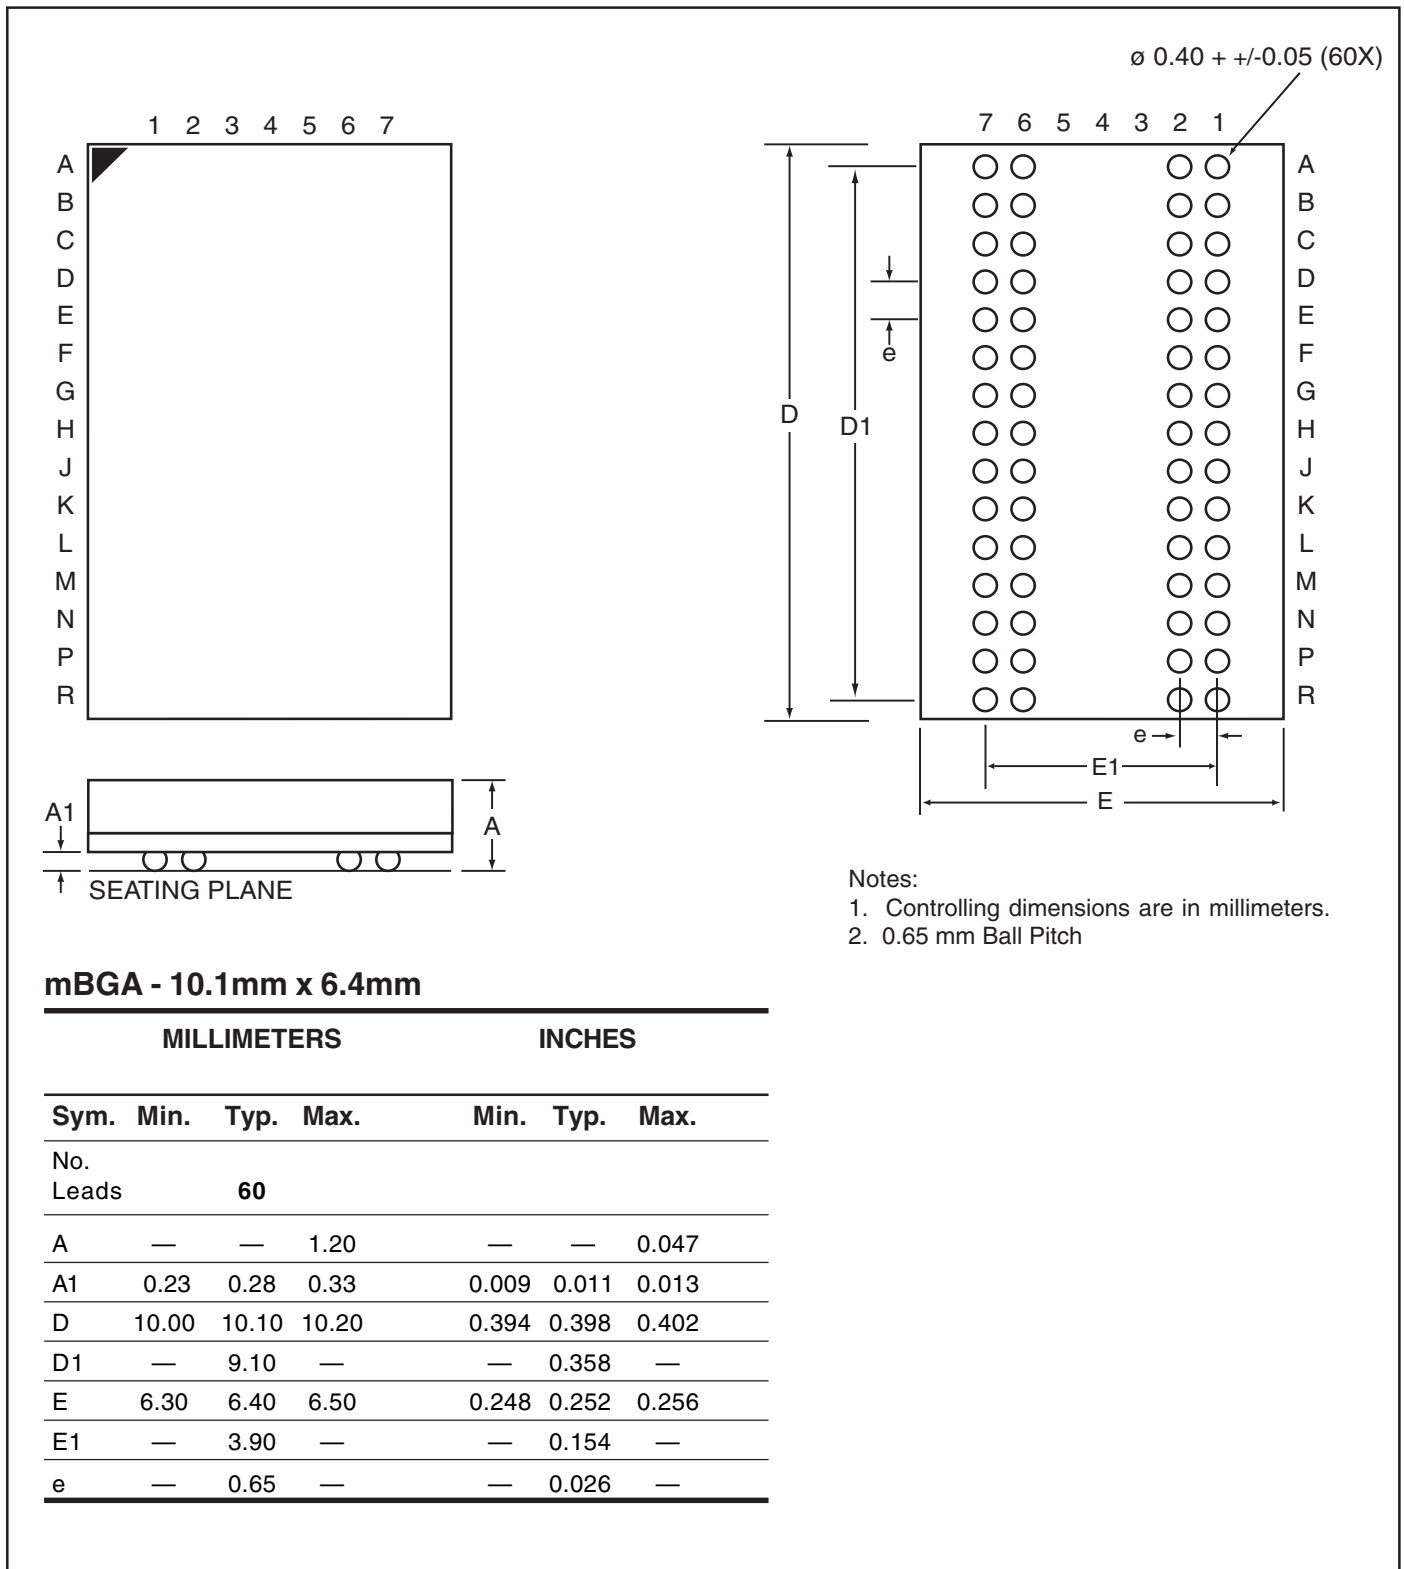 ø 0.40 + +/-0.05 (60X)
1 2 3 4 5 6 7
A
B
C
D
E
F
G
H
J
K
L
M
N
P
R
7 6 5 4 3 2 1
A
B
C
D
E
F
G
H
J
K
L
M
N
P
R
D
D1
e
e
E1
E
A1
A
SEATING PLANE
Notes:
1. Controlling dimensions are in millimeters.
2. 0.65 mm Ball Pitch
mBGA - 10.1mm x 6.4mm
MILLIMETERS INCHES
Sym. Min. Typ. Max. Min. Typ. Max.
No.
Leads 60
A — — 1.20 — — 0.047
A1 0.23 0.28 0.33 0.009 0.011 0.013
D 10.00 10.10 10.20 0.394 0.398 0.402
D1 — 9.10 — — 0.358 —
E 6.30 6.40 6.50 0.248 0.252 0.256
E1 — 3.90 — — 0.154 —
e — 0.65 — — 0.026 —